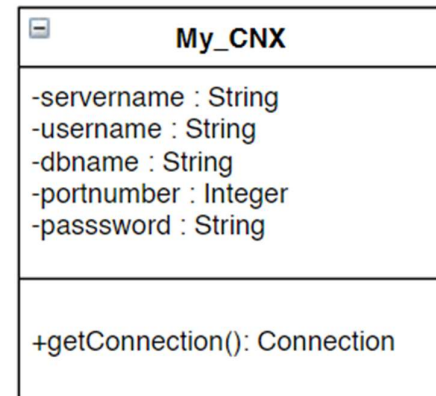 My_CNX
-servername : String
-username : String
-dbname : String
-portnumber : Integer
-passsword : String
+getConnection(): Connection